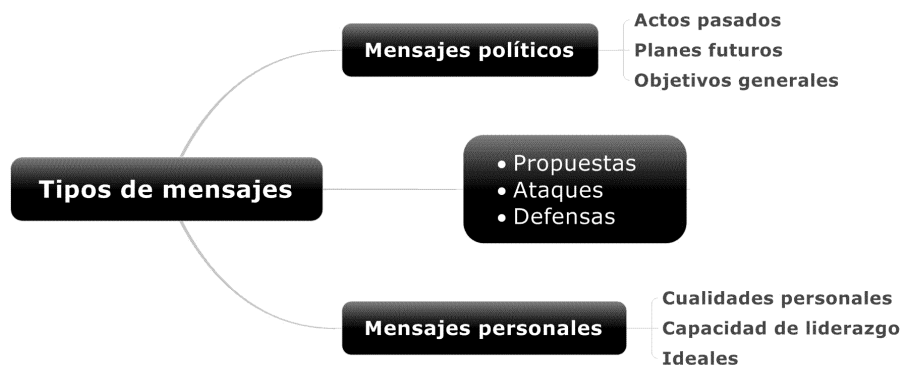 Tipos de mensajes
Mensajes políticos
Actos pasados
Planes futuros
Objetivos generales
• Propuestas
• Ataques
• Defensas
Mensajes personales
Cualidades personales
Capacidad de liderazgo
Ideales